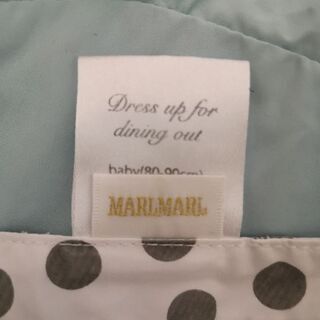 Dress up for
dining out
baby(80-90cm)
MARLMARL